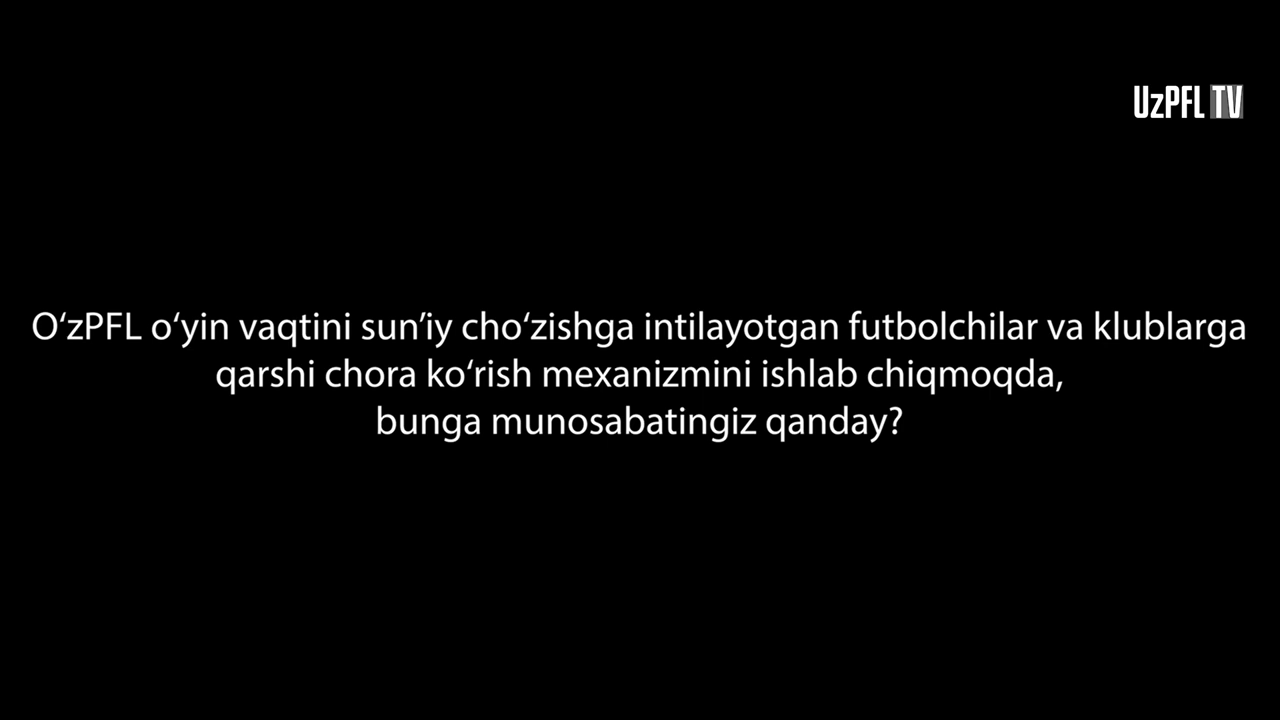 UzPFL TV
O‘zPFL o‘yin vaqtini sun’iy cho‘zishga intilayotgan futbolchilar va klublarga
qarshi chora ko‘rish mexanizmini ishlab chiqmoqda,
bunga munosabatingiz qanday?